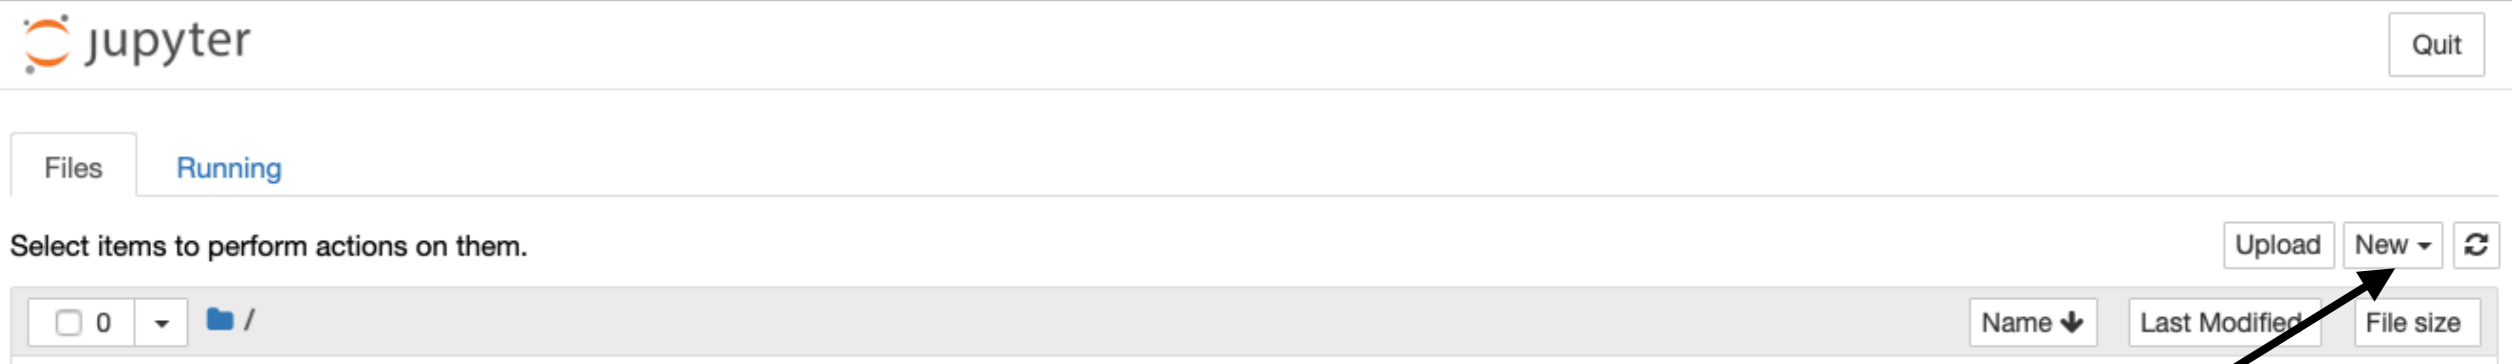 jupyter Quit
Files Running
Select items to perform actions on them. Upload New
0 / Name Last Modified File size